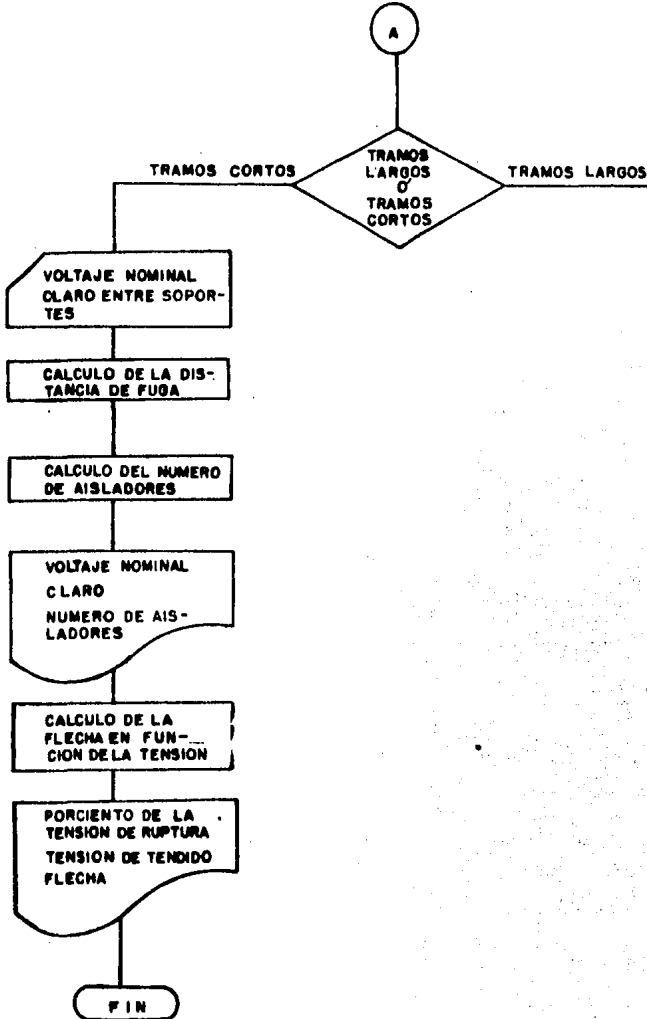 A
TRAMOS CORTOS
TRAMOS
LARGOS
O'
TRAMOS
CORTOS
TRAMOS LARGOS
VOLTAJE NOMINAL
CLARO ENTRE SOPOR-
TES
CALCULO DE LA DIS-
TANCIA DE FUGA
CALCULO DEL NUMERO
DE AISLADORES
VOLTAJE NOMINAL
CLARO
NUMERO DE AIS-
LADORES
CALCULO DE LA
FLECHA EN FUN-
CION DE LA TENSION
PORCIENTO DE LA
TENSION DE RUPTURA
TENSION DE TENDIDO
FLECHA
FIN